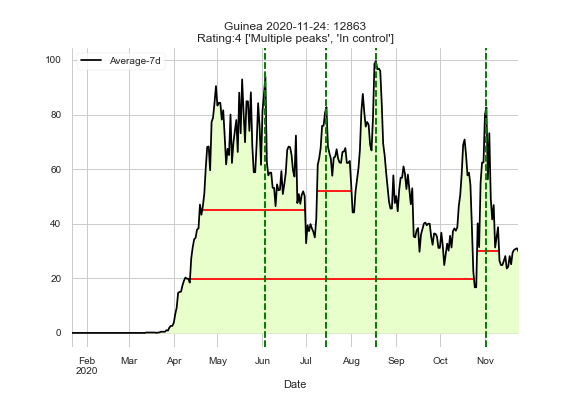 Guinea 2020-11-24: 12863
Rating:4 ['Multiple peaks', 'In control']
Average-7d
100
80
60
40
20
0
Feb Mar Apr May Jun Jul Aug Sep Oct Nov
2020
Date